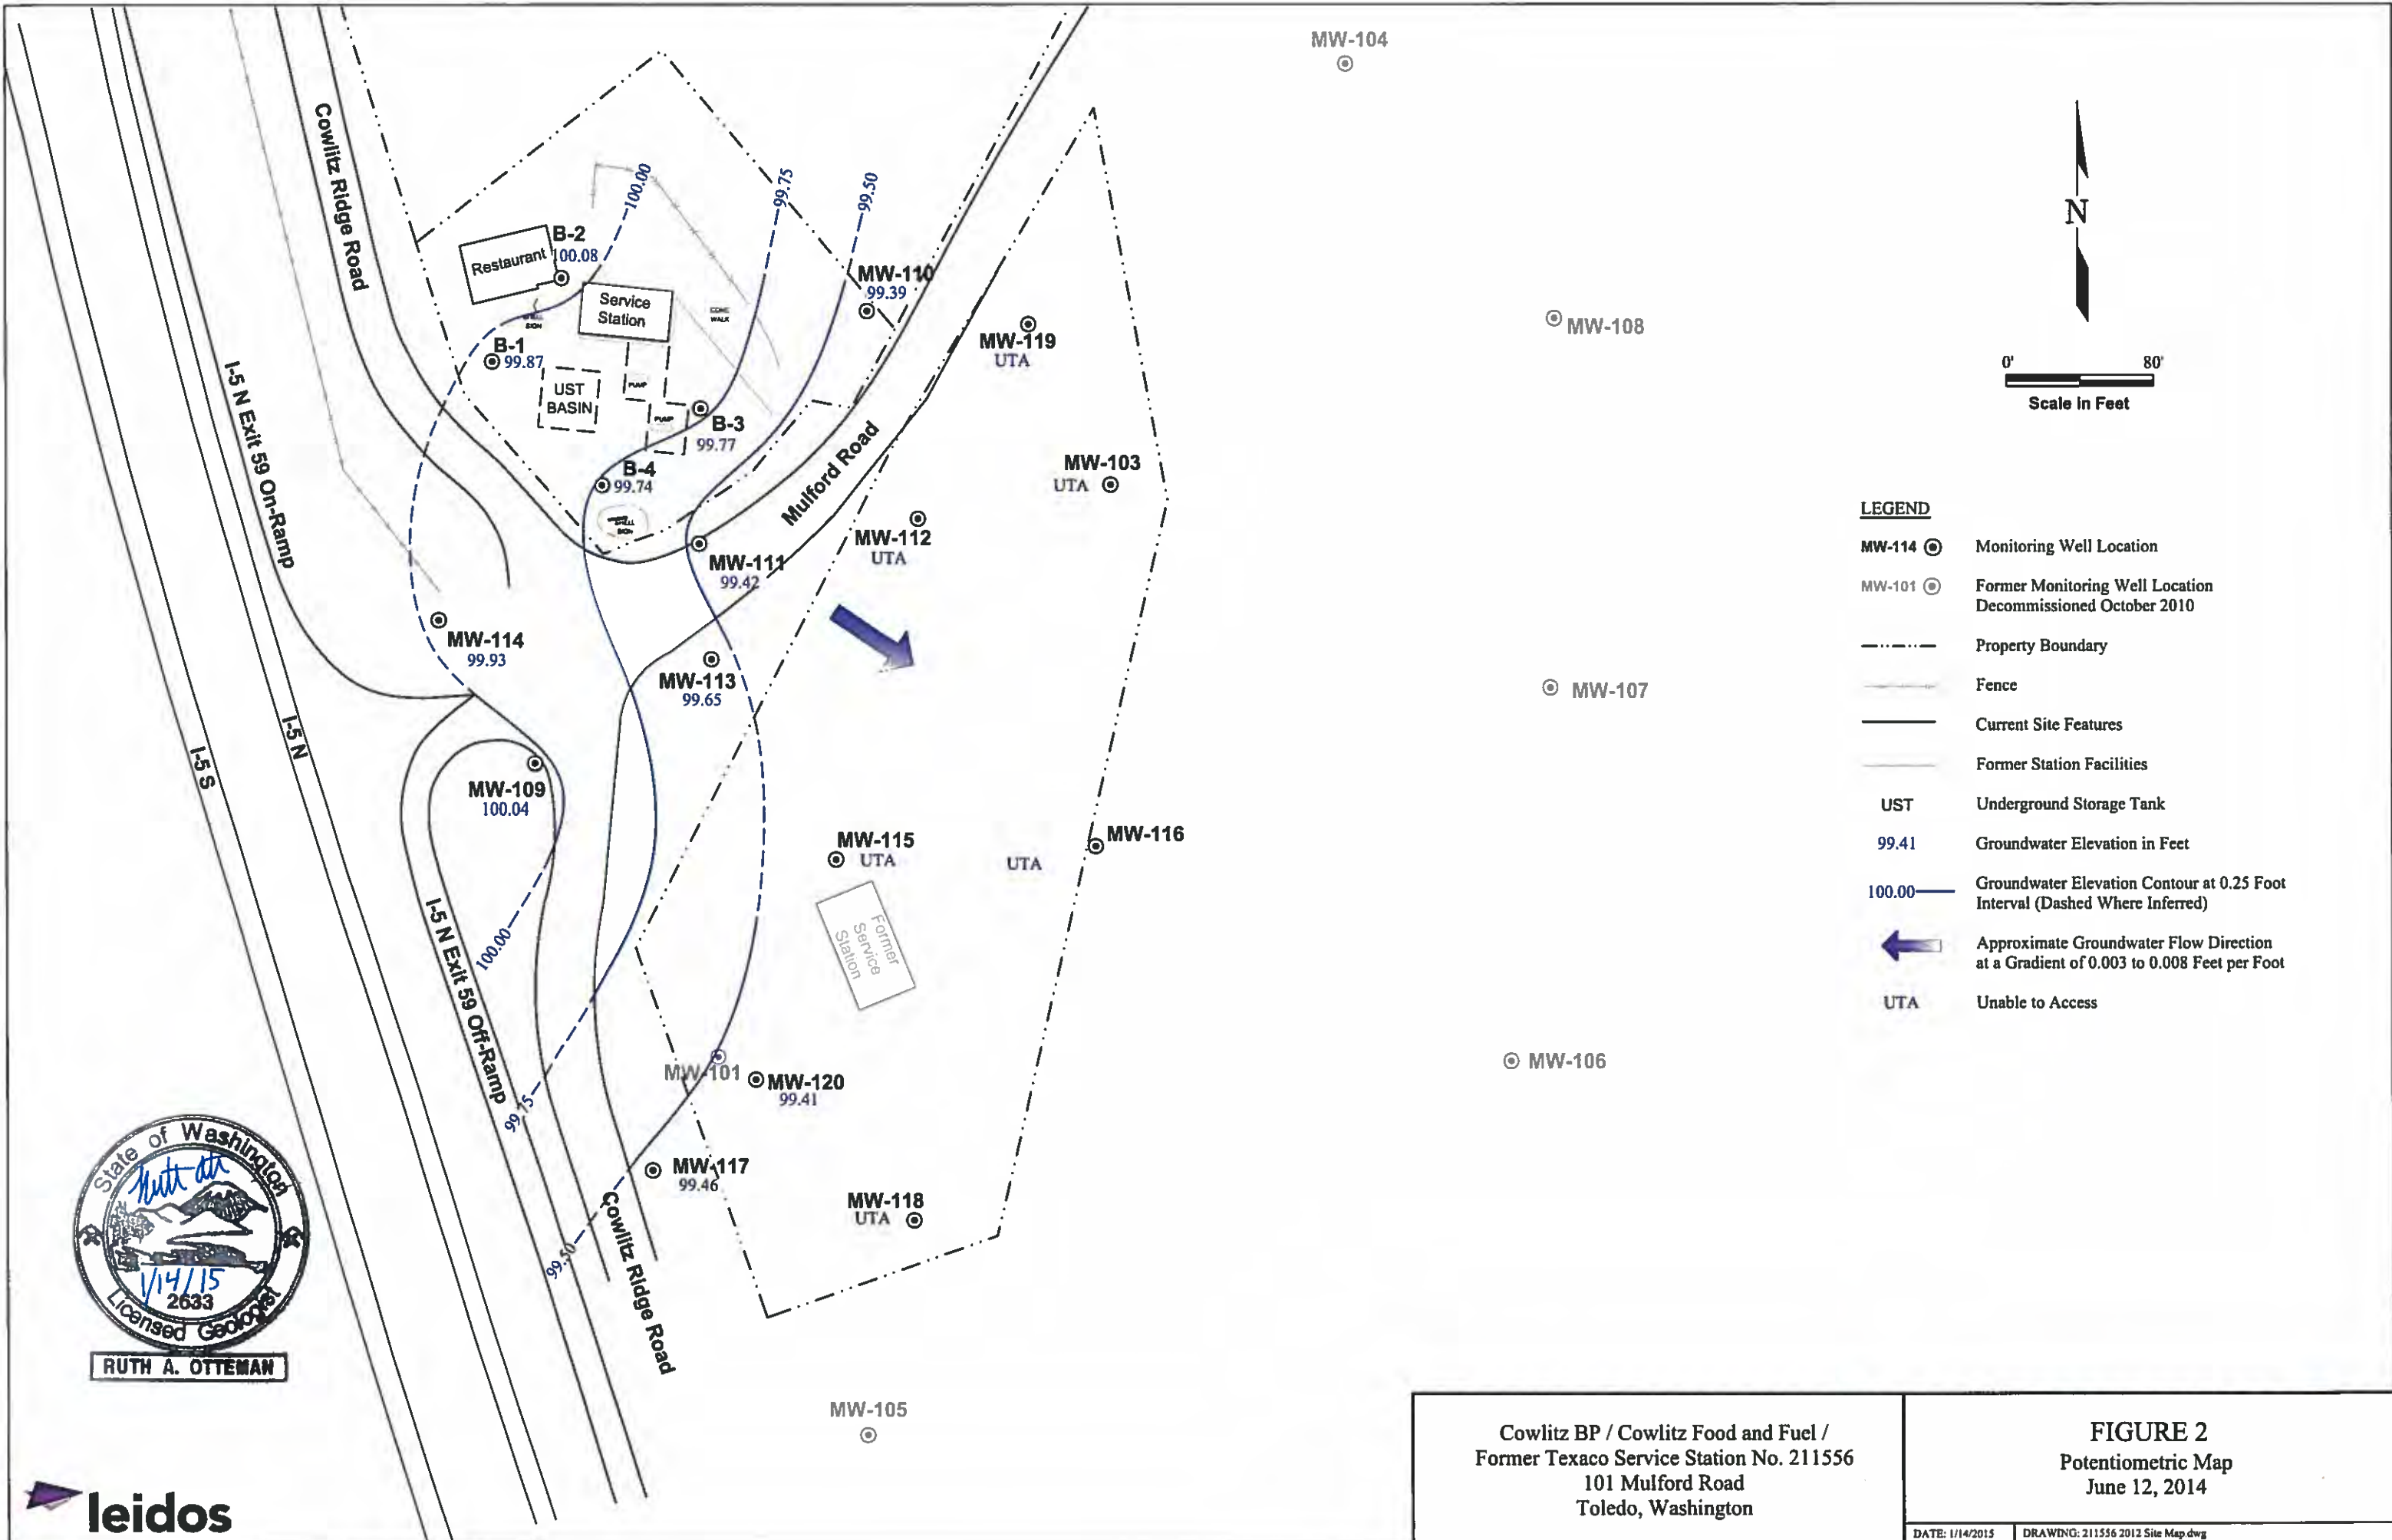 MW-104
Cowlitz Ridge Road
100.00
99.75
99.50
B-2
100.08
Restaurant
Service
Station
CONC
WALK
SIGN
MW-110
99.39
MW-119
UTA
MW-108
N
0' 80'
Scale in Feet
B-1
99.87
UST
BASIN
PUMP
PUMP
B-3
99.77
B-4
99.74
SHELL
SIGN
I-5 N Exit 59 On-Ramp
Mulford Road
MW-103
UTA
MW-112
UTA
MW-111
99.42
MW-114
99.93
MW-113
99.65
MW-107
I-5 S
I-5 N
MW-109
100.04
MW-115
UTA
UTA
MW-116
Former
Service
Station
100.00
I-5 N Exit 59 Off-Ramp
99.75
MW-101
MW-120
99.41
MW-106
MW-117
99.46
MW-118
UTA
99.50
Cowlitz Ridge Road
MW-105
LEGEND
MW-114 Monitoring Well Location
MW-101 Former Monitoring Well Location
Decommissioned October 2010
Property Boundary
Fence
Current Site Features
Former Station Facilities
UST Underground Storage Tank
99.41 Groundwater Elevation in Feet
100.00 Groundwater Elevation Contour at 0.25 Foot
Interval (Dashed Where Inferred)
Approximate Groundwater Flow Direction
at a Gradient of 0.003 to 0.008 Feet per Foot
UTA Unable to Access
State of Washington
1/14/15
2633
Licensed Geologist
RUTH A. OTTEMAN
leidos
Cowlitz BP / Cowlitz Food and Fuel /
Former Texaco Service Station No. 211556
101 Mulford Road
Toledo, Washington
FIGURE 2
Potentiometric Map
June 12, 2014
DATE: 1/14/2015 DRAWING: 211556 2012 Site Map.dwg